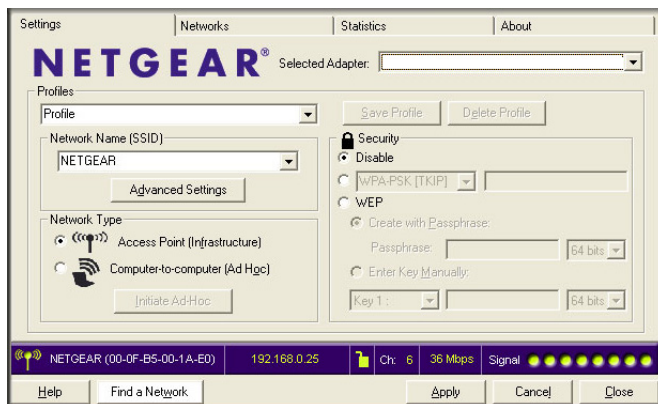 Settings
Networks
Statistics
About
NETGEAR®
Selected Adapter:
Profiles
Profile
Save Profile
Delete Profile
Network Name (SSID)
NETGEAR
Advanced Settings
Network Type
Access Point (Infrastructure)
Computer-to-computer (Ad Hoc)
Initiate Ad-Hoc
Security
Disable
WPA-PSK [TKIP]
WEP
Create with Passphrase:
Passphrase:
64 bits
Enter Key Manually:
Key 1 :
64 bits
NETGEAR (00-0F-B5-00-1A-E0)
192.168.0.25
Ch: 6
36 Mbps
Signal
Help
Find a Network
Apply
Cancel
Close